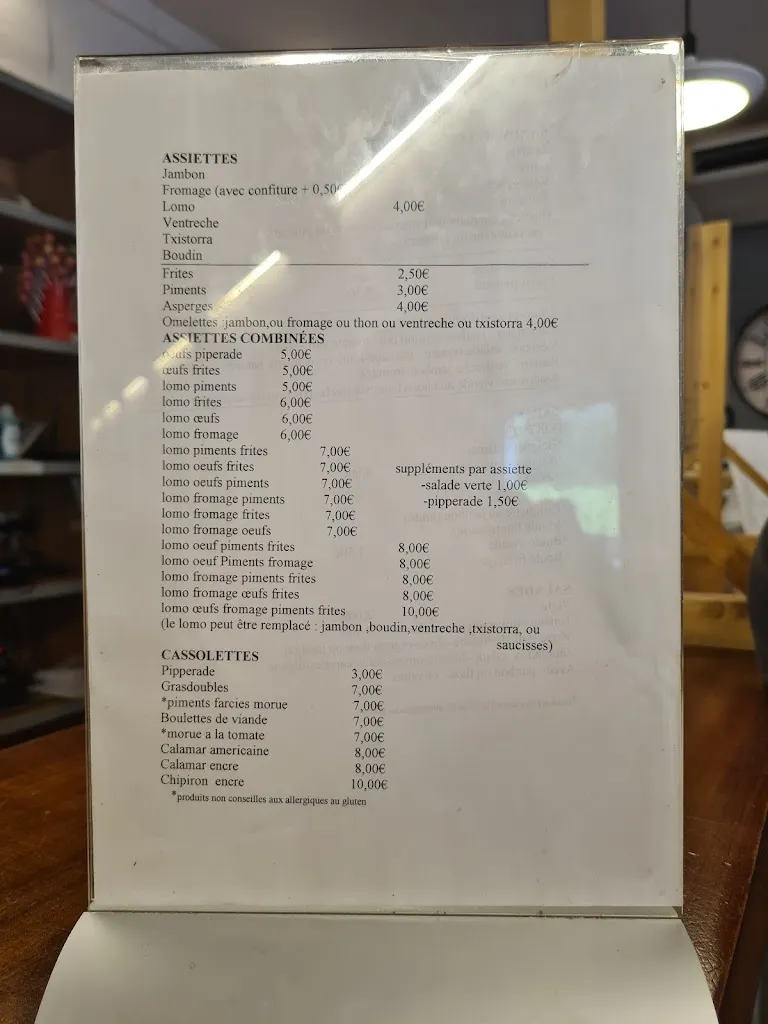 ASSIETTES
Jambon
Fromage (avec confiture + 0,50€
Lomo 4,00€
Ventreche
Txistorra
Boudin
Frites 2,50€
Piments 3,00€
Asperges 4,00€
Omelettes :jambon,ou fromage ou thon ou ventreche ou txistorra 4,00€
ASSIETTES COMBINÉES
oeufs piperade 5,00€
œufs frites 5,00€
lomo piments 5,00€
lomo frites 6,00€
lomo œufs 6,00€
lomo fromage 6,00€
lomo piments frites 7,00€
lomo oeufs frites 7,00€ suppléments par assiette
lomo oeufs piments 7,00€ -salade verte 1,00€
lomo fromage piments 7,00€ -pipperade 1,50€
lomo fromage frites 7,00€
lomo fromage oeufs 7,00€
lomo oeuf piments frites 8,00€
lomo oeuf Piments fromage 8,00€
lomo fromage piments frites 8,00€
lomo fromage œufs frites 8,00€
lomo œufs fromage piments frites 10,00€
(le lomo peut être remplacé : jambon ,boudin,ventreche ,txistorra, ou
saucisses)
CASSOLETTES
Pipperade 3,00€
Grasdoubles 7,00€
*piments farcies morue 7,00€
Boulettes de viande 7,00€
*morue a la tomate 7,00€
Calamar americaine 8,00€
Calamar encre 8,00€
Chipiron encre 10,00€
*produits non conseilles aux allergiques au gluten